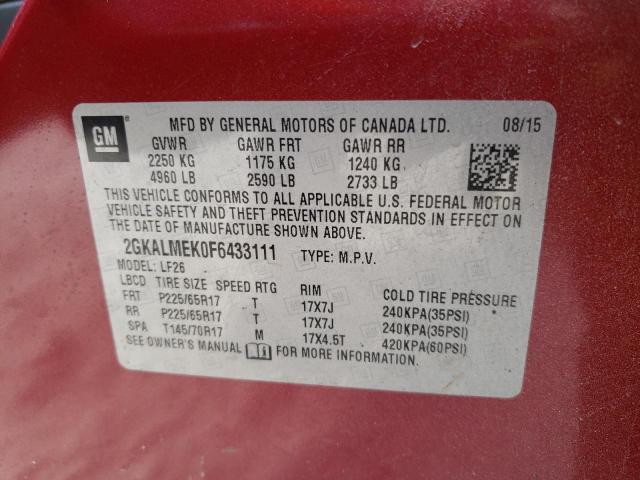 GM
MFD BY GENERAL MOTORS OF CANADA LTD. 08/15
GVWR GAWR FRT GAWR RR
2250 KG 1175 KG 1240 KG
4960 LB 2590 LB 2733 LB
THIS VEHICLE CONFORMS TO ALL APPLICABLE U.S. FEDERAL MOTOR
VEHICLE SAFETY AND THEFT PREVENTION STANDARDS IN EFFECT ON
THE DATE OF MANUFACTURE SHOWN ABOVE.
2GKALMEK0F6433111 TYPE: M.P.V.
MODEL: LF26
LBCD TIRE SIZE SPEED RTG RIM COLD TIRE PRESSURE
FRT P225/65R17 T 17X7J 240KPA(35PSI)
RR P225/65R17 T 17X7J 240KPA(35PSI)
SPA T145/70R17 M 17X4.5T 420KPA(60PSI)
SEE OWNER'S MANUAL FOR MORE INFORMATION.